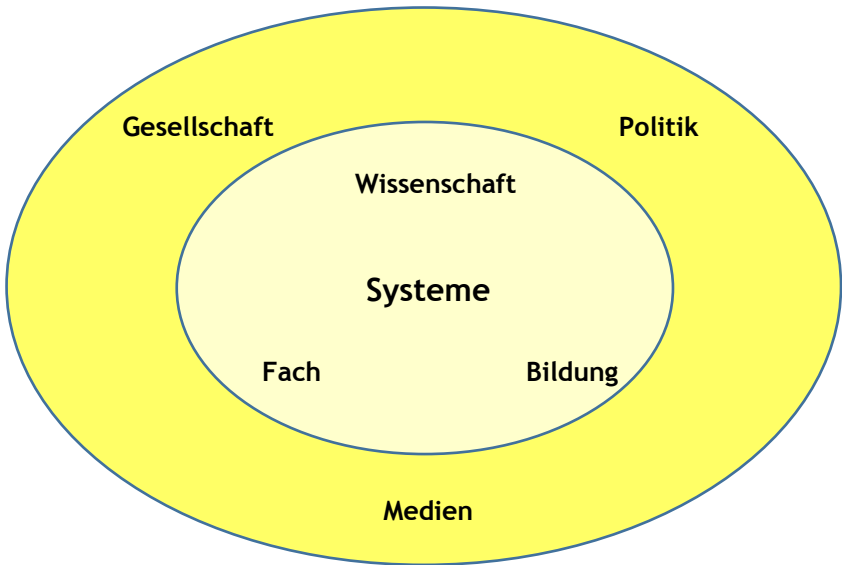 Gesellschaft
Politik
Wissenschaft
Systeme
Fach
Bildung
Medien